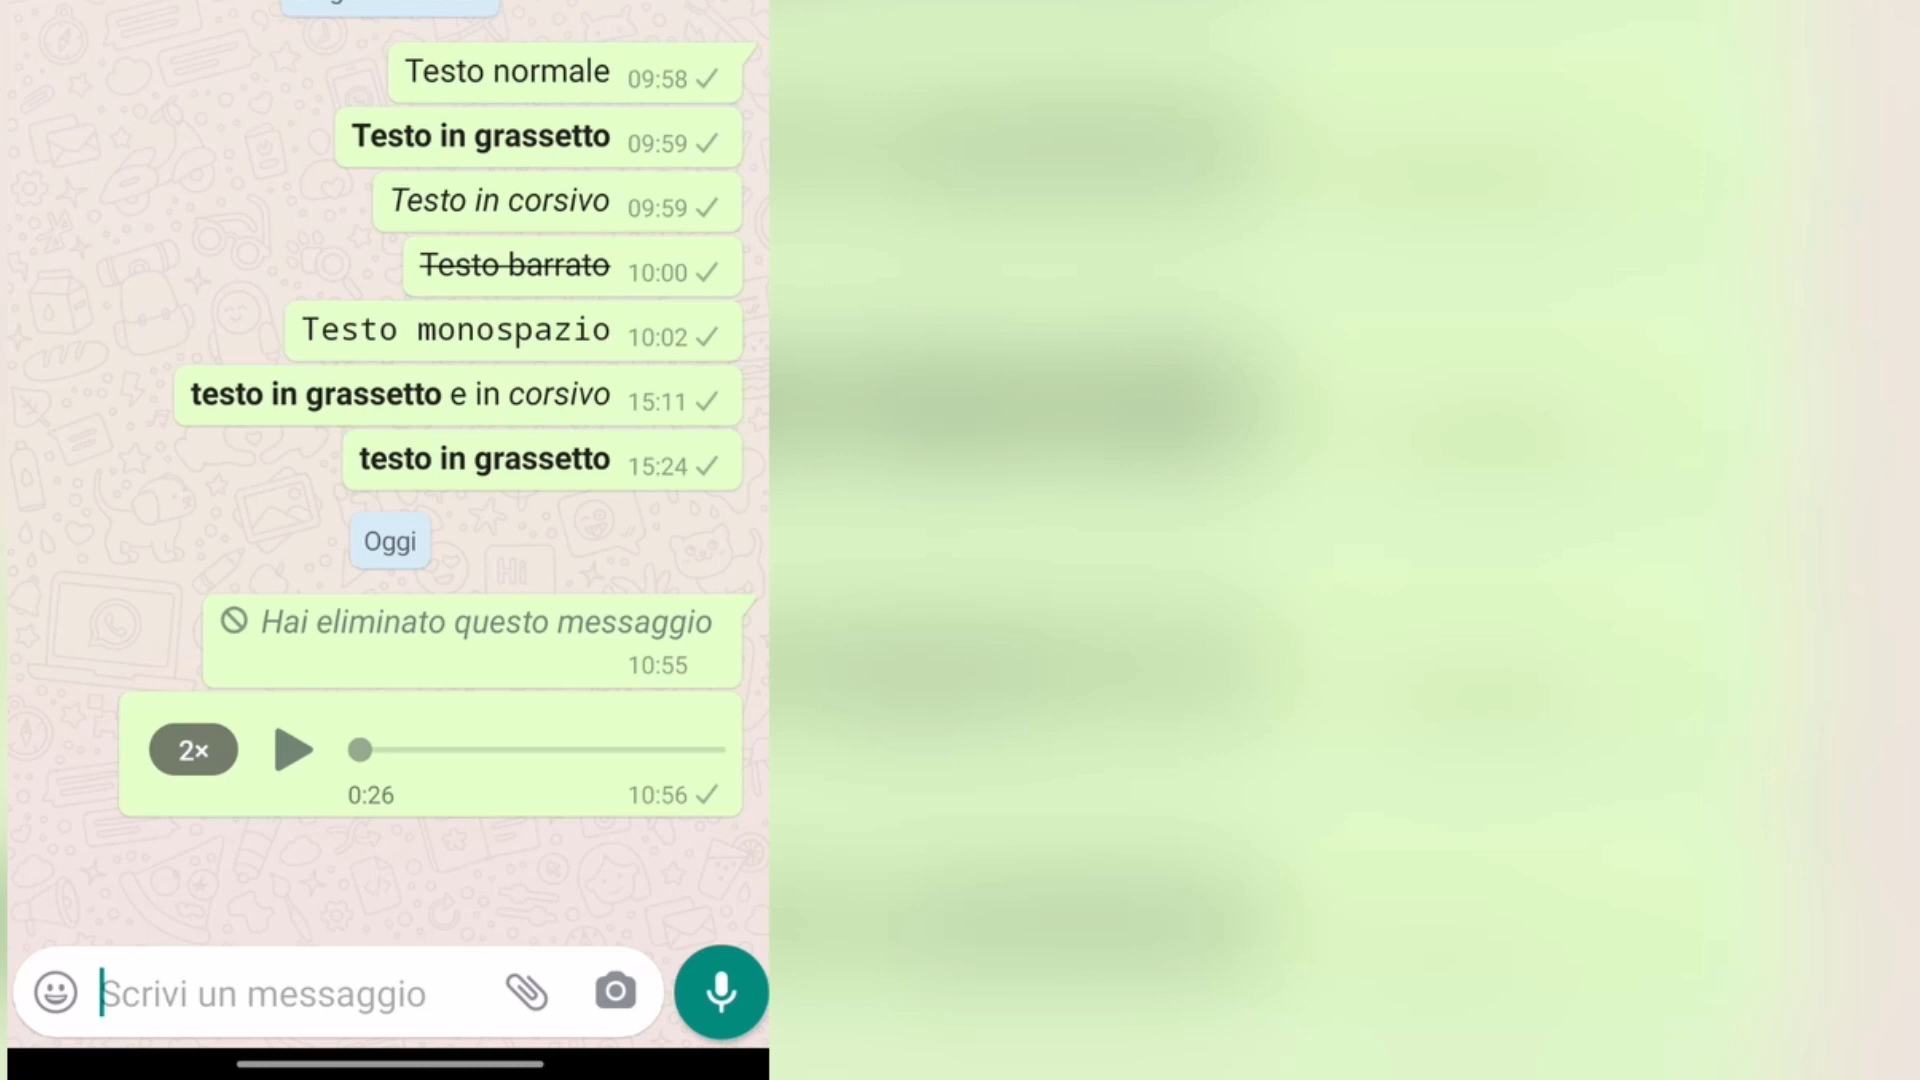 Testo normale 09:58
Testo in grassetto 09:59
Testo in corsivo 09:59
Testo barrato 10:00
Testo monospazio 10:02
testo in grassetto e in corsivo 15:11
testo in grassetto 15:24
Oggi
Hai eliminato questo messaggio
10:55
2×
0:26 10:56
Scrivi un messaggio